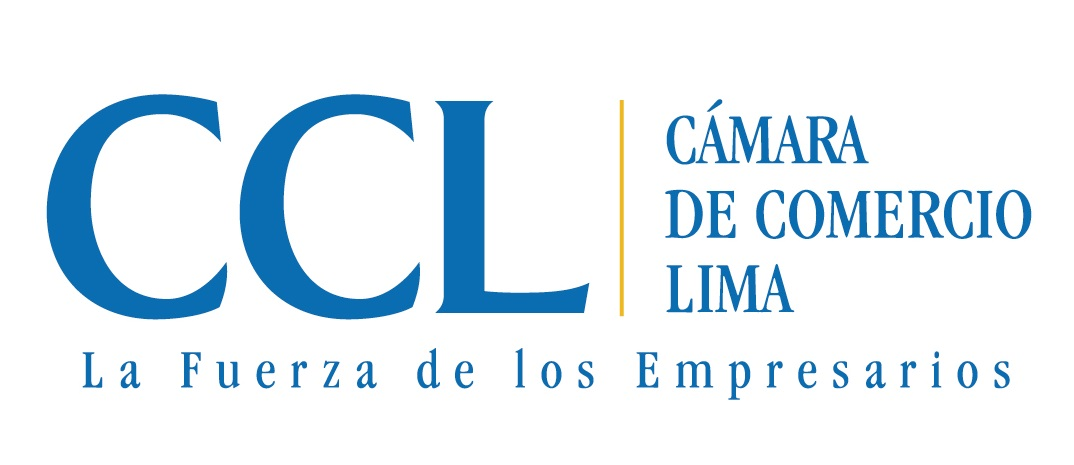 CCL
CÁMARA
DE COMERCIO
LIMA
La Fuerza de los Empresarios